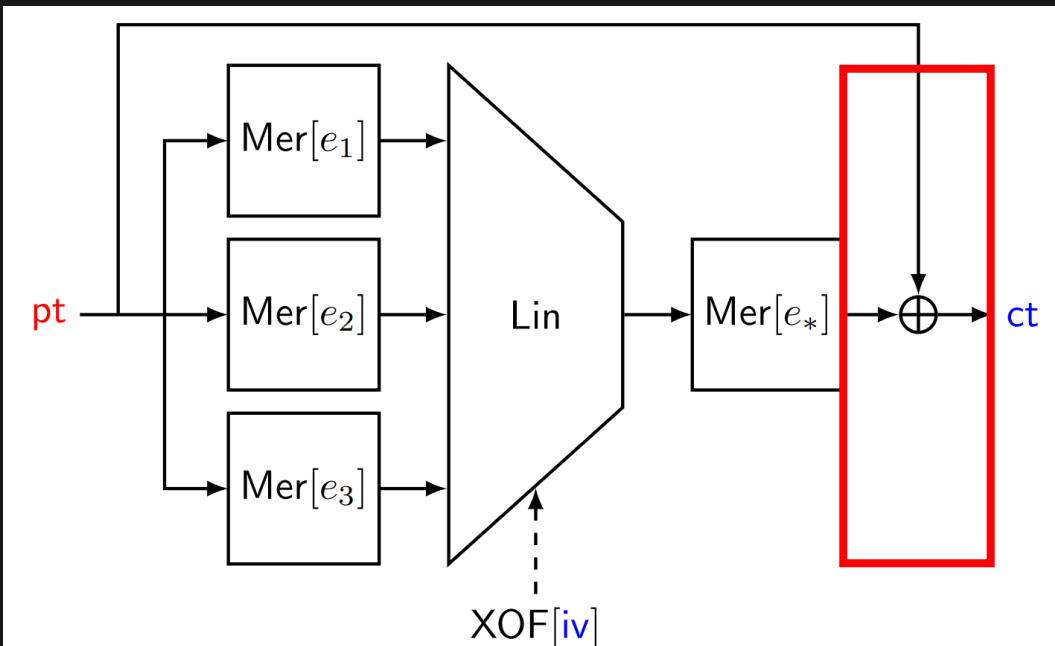 Mer[e₁]
pt
Mer[e₂]
Lin
Mer[e∗]
ct
Mer[e₃]
XOF[iv]